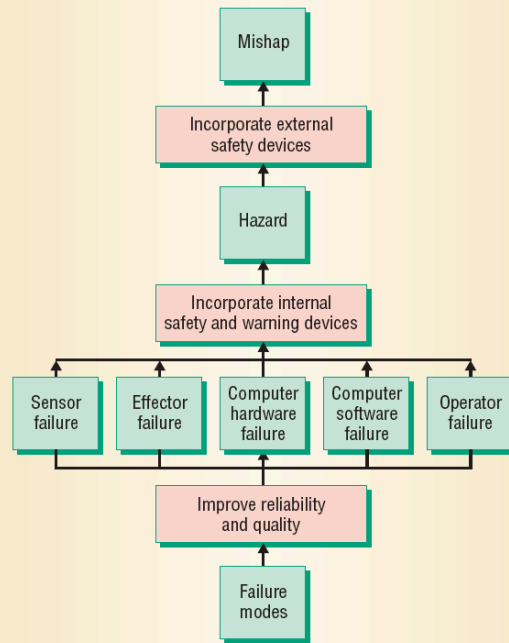 Mishap
Incorporate external
safety devices
Hazard
Incorporate internal
safety and warning devices
Sensor
failure
Effector
failure
Computer
hardware
failure
Computer
software
failure
Operator
failure
Improve reliability
and quality
Failure
modes